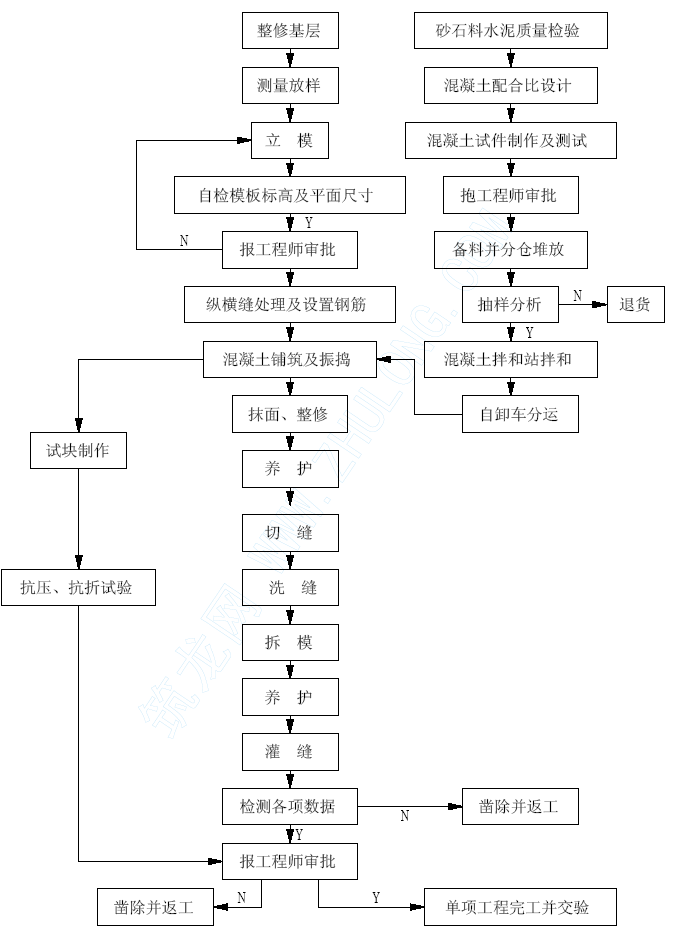 整修基层
砂石料水泥质量检验
测量放样
混凝土配合比设计
立 模
混凝土试件制作及测试
自检模板标高及平面尺寸
抱工程师审批
Y
N
报工程师审批
备料并分仓堆放
纵横缝处理及设置钢筋
抽样分析
N
退货
Y
混凝土铺筑及振捣
混凝土拌和站拌和
抹面、整修
自卸车分运
试块制作
养 护
切 缝
抗压、抗折试验
洗 缝
拆 模
养 护
灌 缝
检测各项数据
N
凿除并返工
Y
报工程师审批
N
Y
凿除并返工
单项工程完工并交验
筑龙网 WWW.ZHULONG.COM